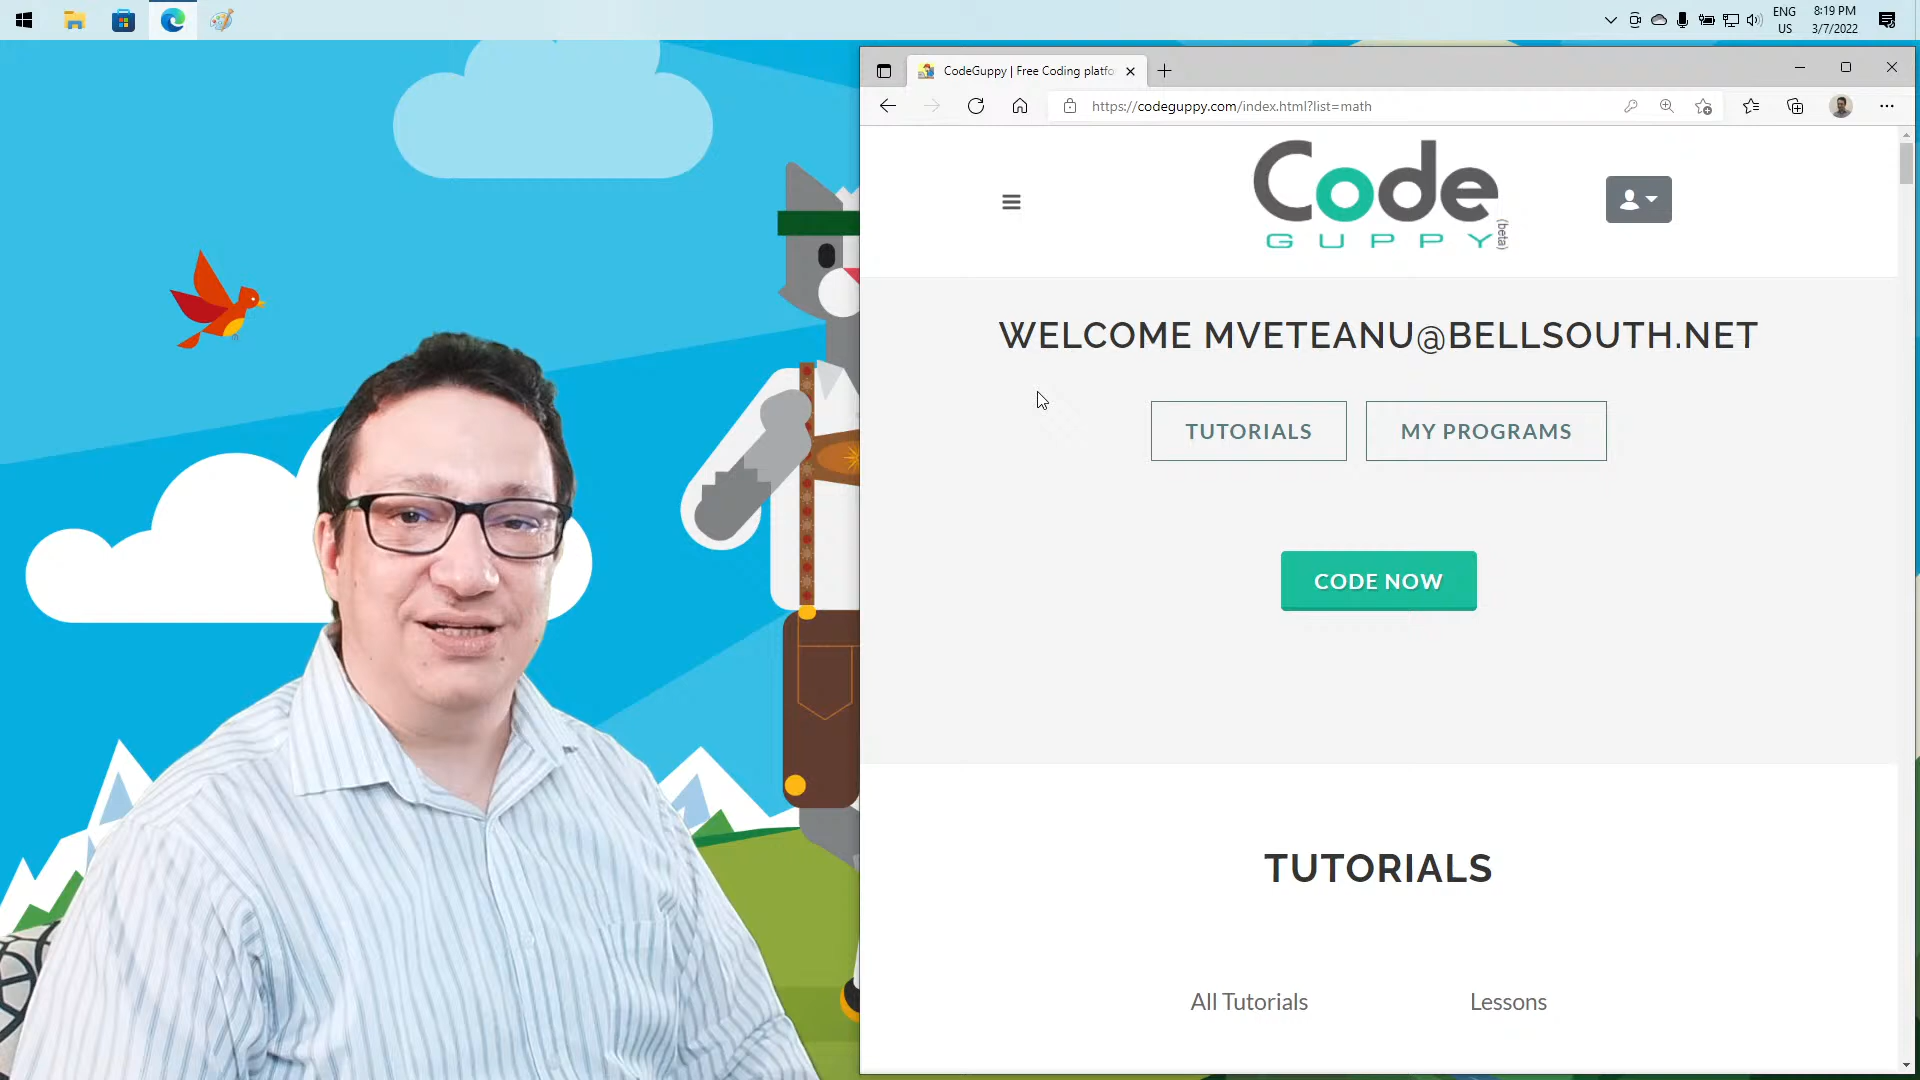 ENG
US
8:19 PM
3/7/2022
CodeGuppy | Free Coding platfo
https://codeguppy.com/index.html?list=math
Code
GUPPY
(beta)
WELCOME MVETEANU@BELLSOUTH.NET
TUTORIALS
MY PROGRAMS
CODE NOW
TUTORIALS
All Tutorials
Lessons